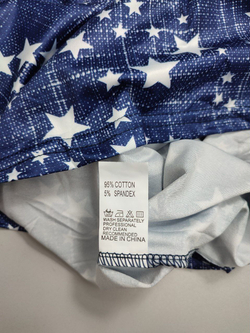 95% COTTON
5% SPANDEX
WASH SEPARATELY
PROFESSIONAL
DRY CLEAN
RECOMMENDED
MADE IN CHINA